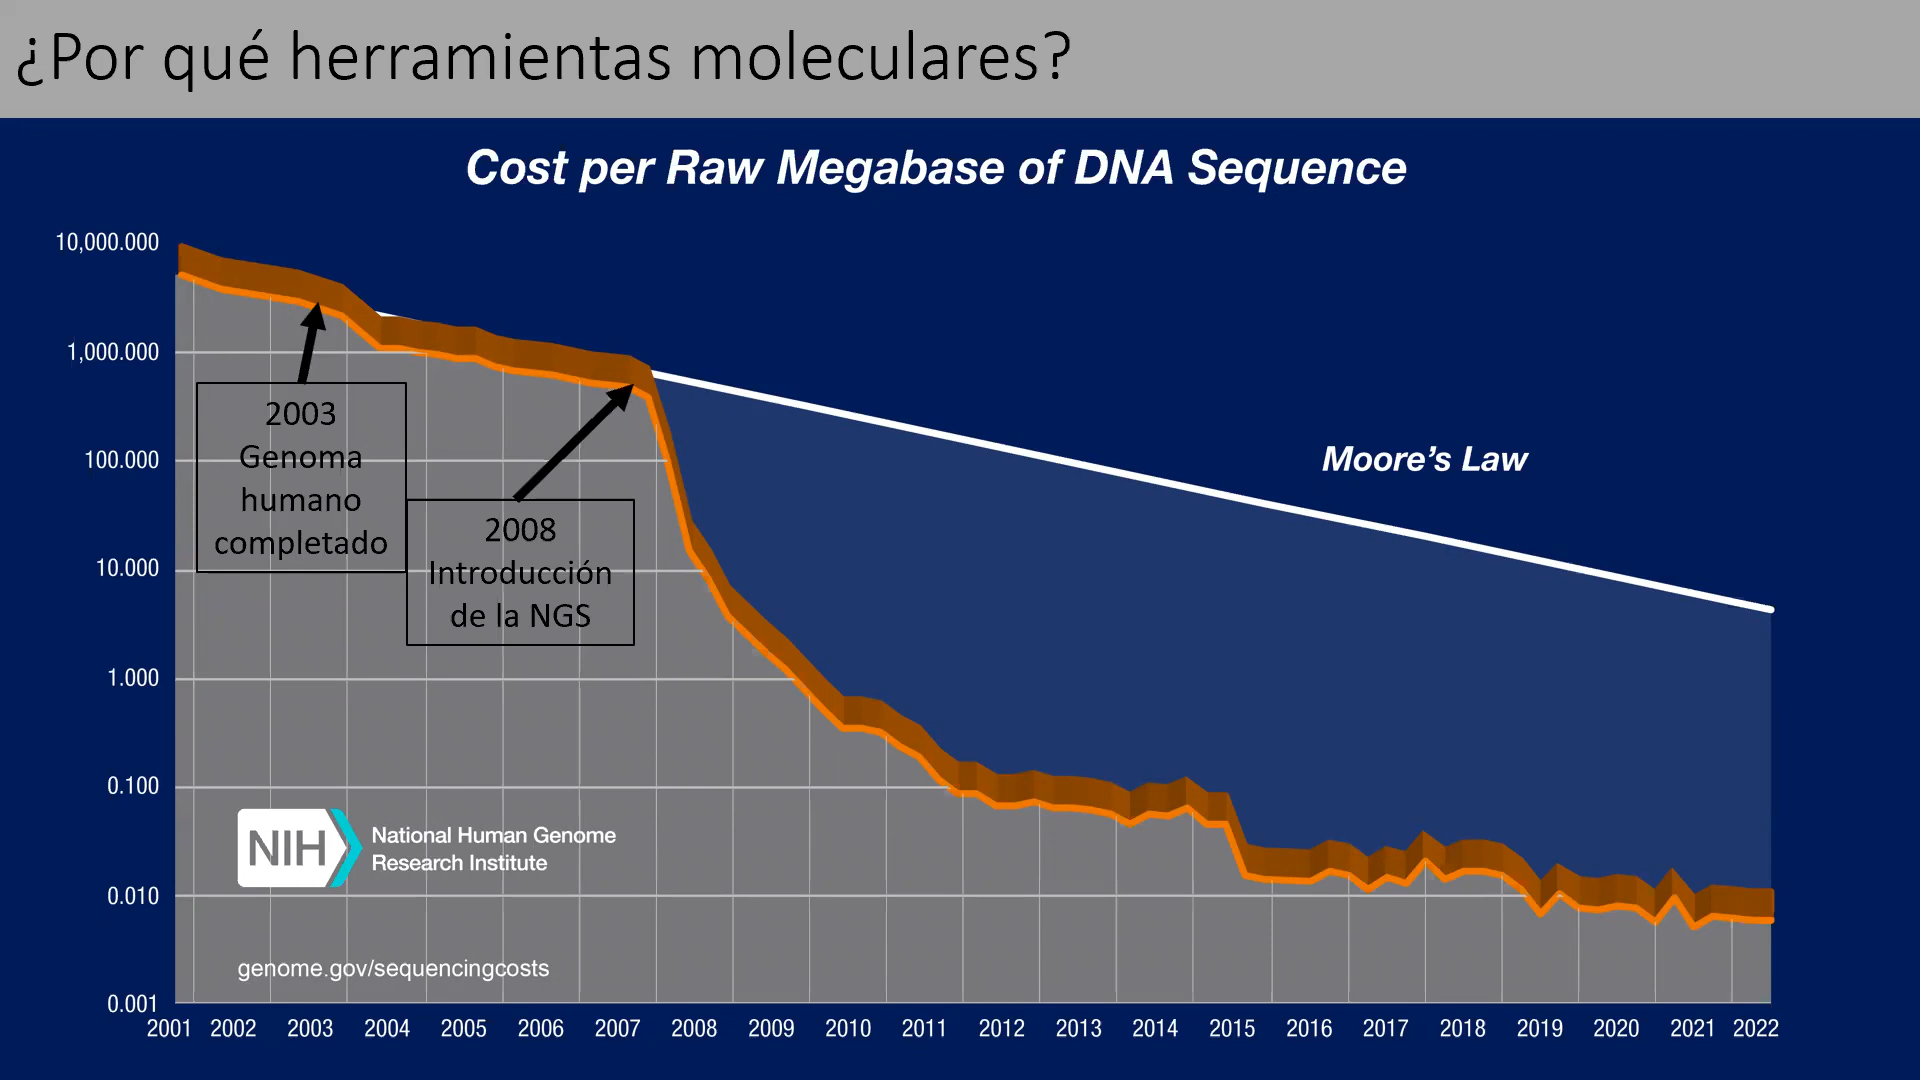 ¿Por qué herramientas moleculares?
Cost per Raw Megabase of DNA Sequence
10,000.000
1,000.000
100.000
10.000
1.000
0.100
0.010
0.001
2003
Genoma
humano
completado
2008
Introducción
de la NGS
Moore's Law
NIH
National Human Genome
Research Institute
genome.gov/sequencingcosts
2001 2002 2003 2004 2005 2006 2007 2008 2009 2010 2011 2012 2013 2014 2015 2016 2017 2018 2019 2020 2021 2022